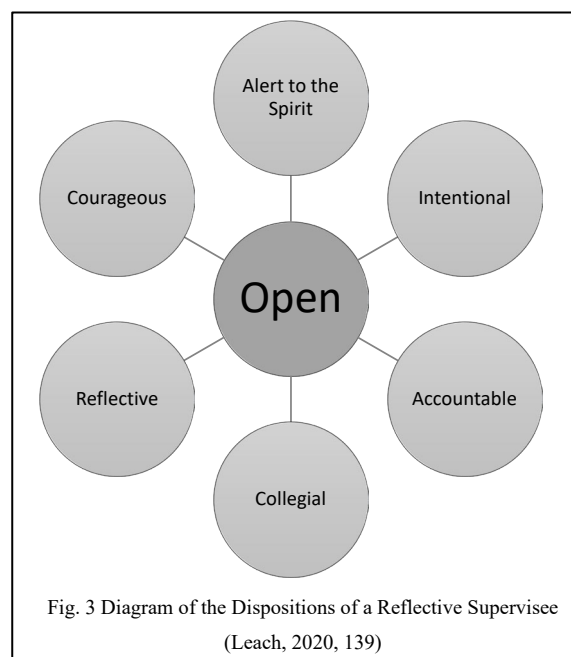 Alert to the
Spirit
Courageous
Intentional
Open
Reflective
Accountable
Collegial
Fig. 3 Diagram of the Dispositions of a Reflective Supervisee
(Leach, 2020, 139)